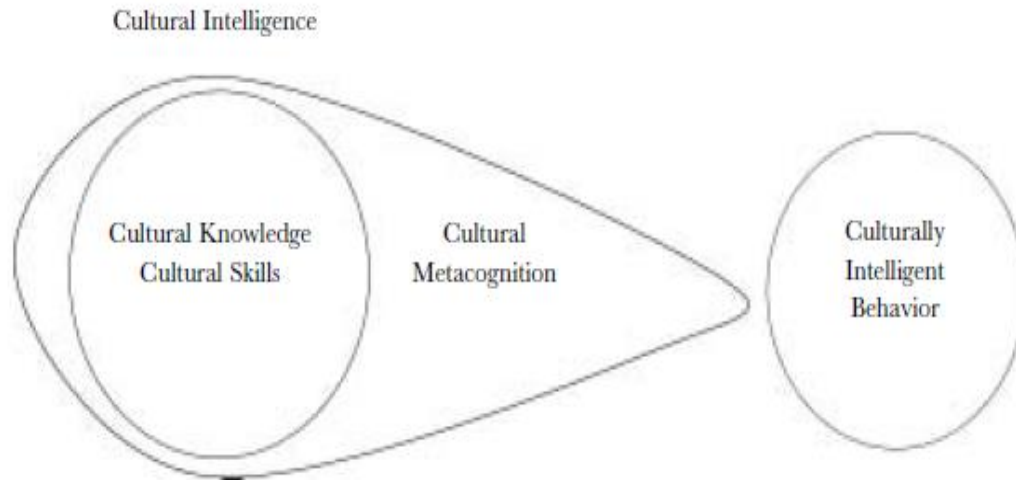 Cultural Intelligence
Cultural Knowledge
Cultural Skills
Cultural
Metacognition
Culturally
Intelligent
Behavior